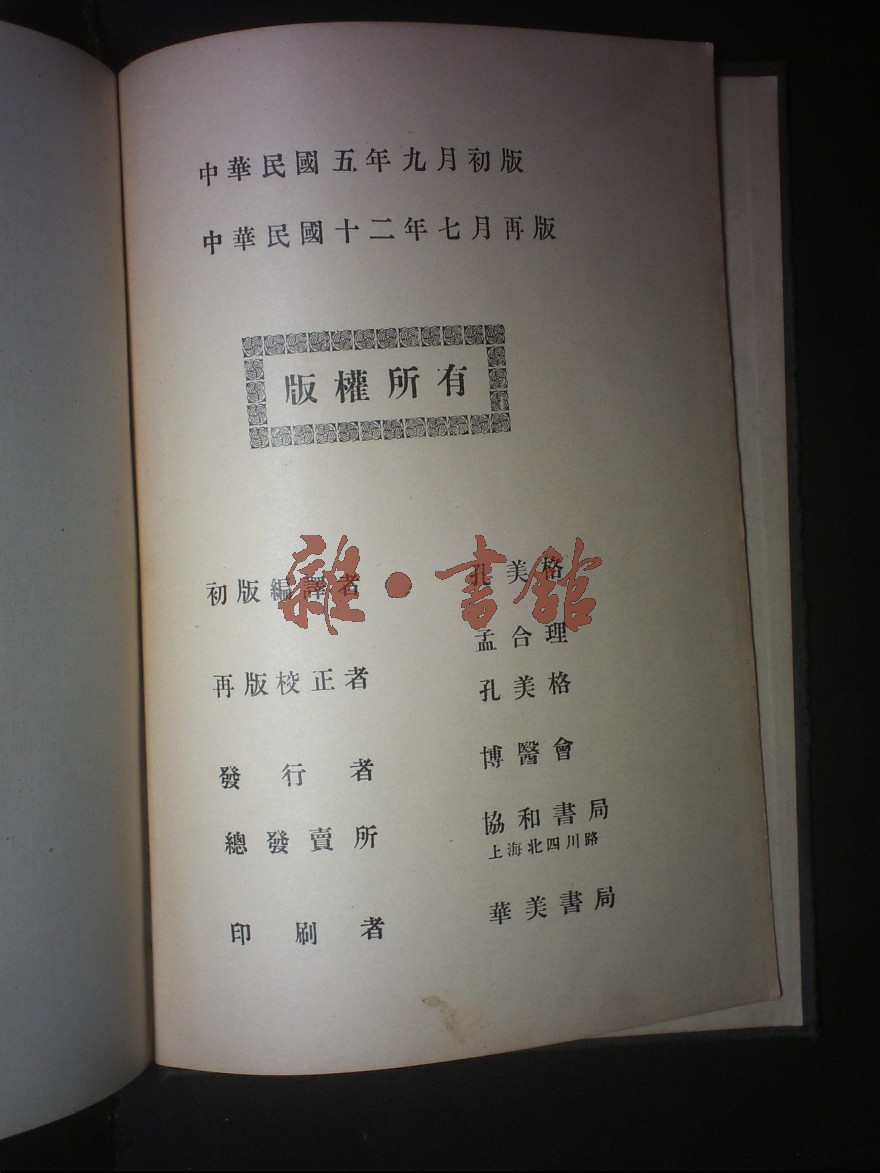 中華民國五年九月初版
中華民國十二年七月再版
版權所有
初版編譯者 孔美格
孟合理
再版校正者 孔美格
發行者 博醫會
總發賣所 協和書局
上海北四川路
印刷者 華美書局
雜·書館